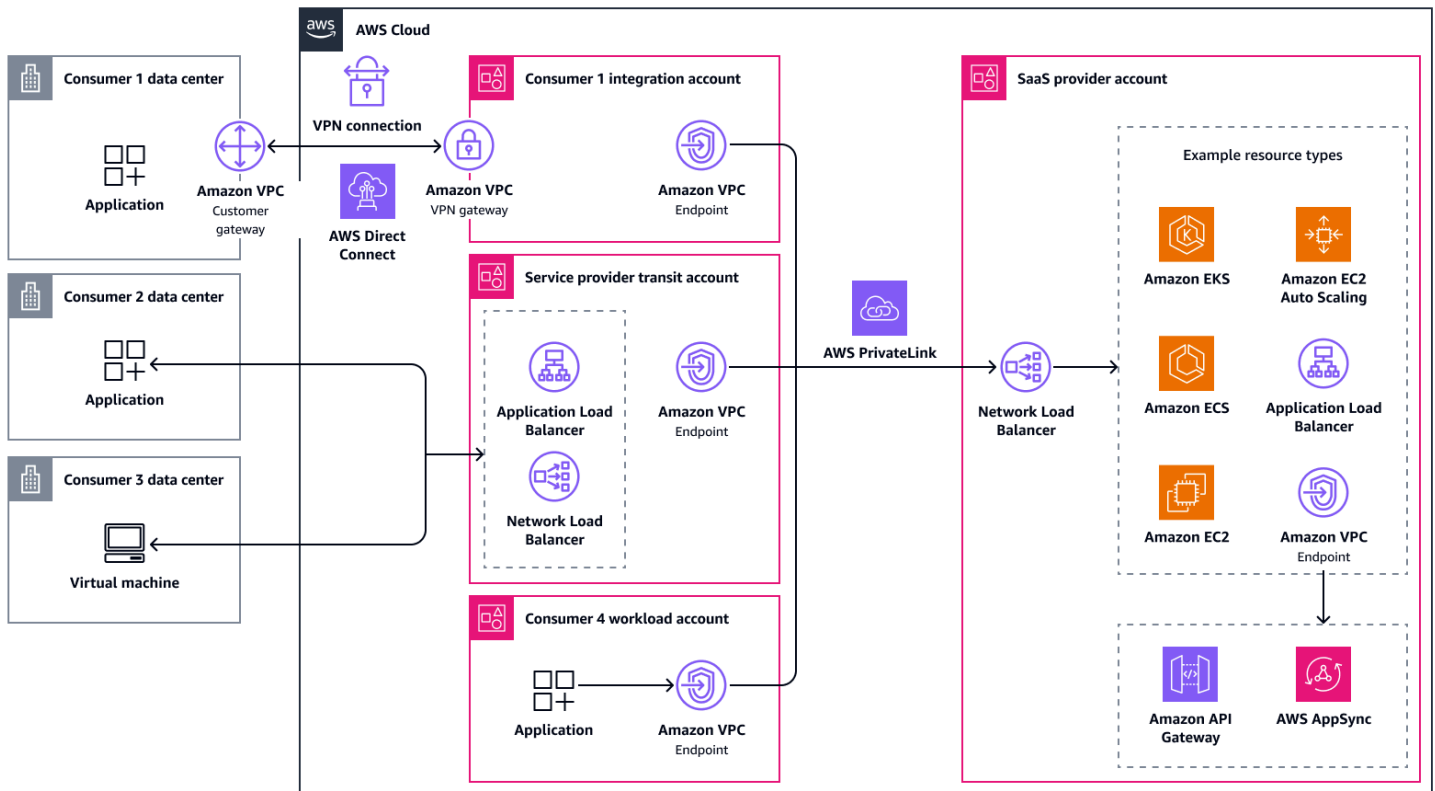 aws
AWS Cloud
Consumer 1 data center
Application
Amazon VPC
Customer
gateway
VPN connection
AWS Direct
Connect
Consumer 1 integration account
Amazon VPC
VPN gateway
Amazon VPC
Endpoint
Consumer 2 data center
Application
Consumer 3 data center
Virtual machine
Service provider transit account
Application Load
Balancer
Network Load
Balancer
Amazon VPC
Endpoint
Consumer 4 workload account
Application
Amazon VPC
Endpoint
AWS PrivateLink
SaaS provider account
Network Load
Balancer
Example resource types
K
Amazon EKS
Amazon EC2
Auto Scaling
Amazon ECS
Application Load
Balancer
Amazon EC2
Amazon VPC
Endpoint
</>
Amazon API
Gateway
AWS AppSync